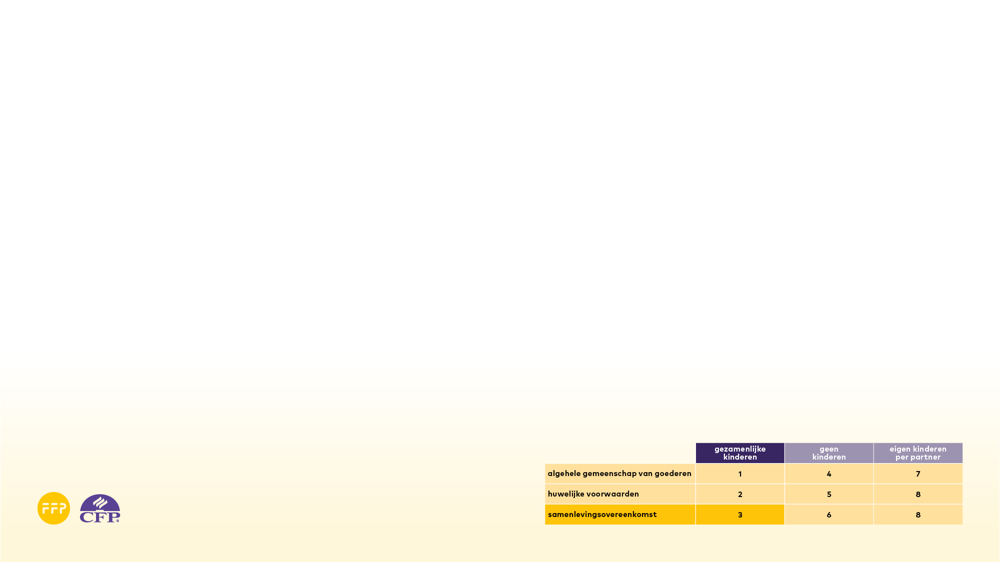 gezamenlijke kinderen geen kinderen eigen kinderen per partner
algehele gemeenschap van goederen 1 4 7
huwelijke voorwaarden 2 5 8
samenlevingsovereenkomst 3 6 8
FFP CFP®